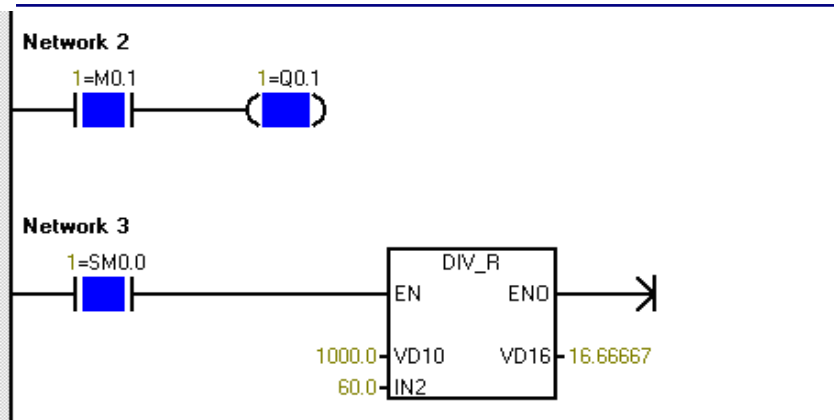 Network 2
1=M0.1 1=Q0.1
Network 3
1=SM0.0 DIV_R
EN ENO
1000.0 VD10 VD16 16.66667
60.0 IN2